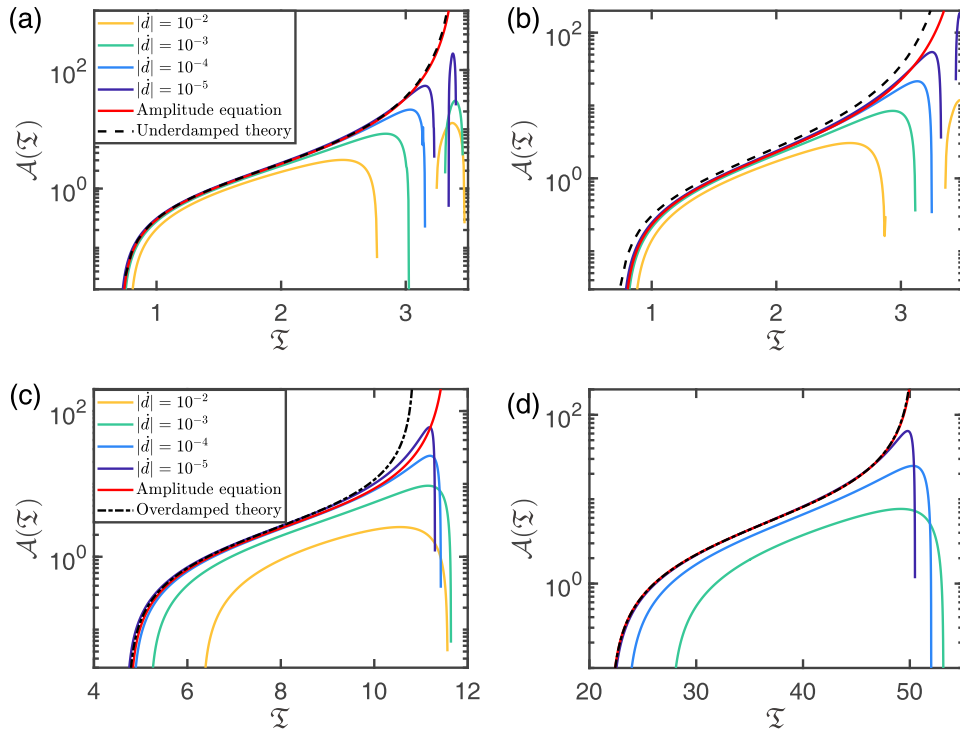 (a)
|ḋ| = 10⁻²
|ḋ| = 10⁻³
|ḋ| = 10⁻⁴
|ḋ| = 10⁻⁵
Amplitude equation
Underdamped theory
10²
10⁰
𝒜(𝔗)
1 2 3
𝔗
(b)
10²
10⁰
𝒜(𝔗)
1 2 3
𝔗
(c)
|ḋ| = 10⁻²
|ḋ| = 10⁻³
|ḋ| = 10⁻⁴
|ḋ| = 10⁻⁵
Amplitude equation
Overdamped theory
10²
10⁰
𝒜(𝔗)
4 6 8 10 12
𝔗
(d)
10²
10⁰
𝒜(𝔗)
20 30 40 50
𝔗